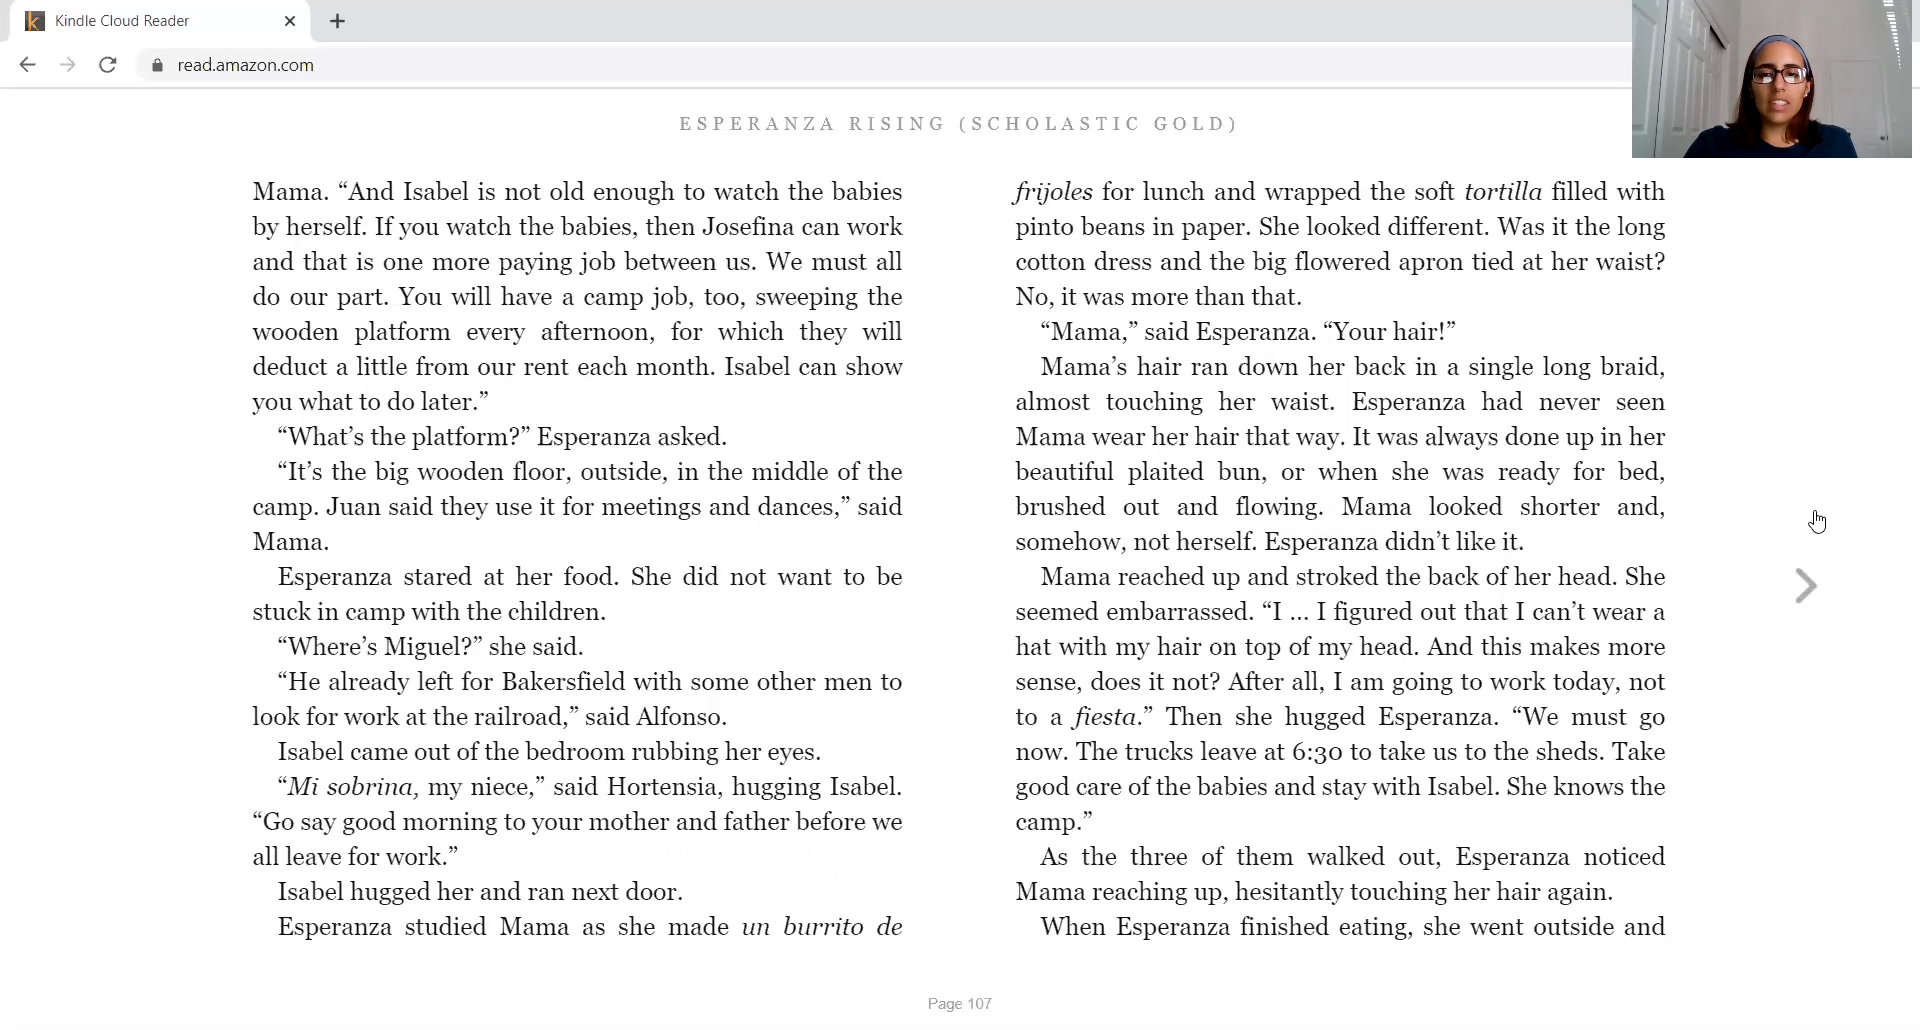 Kindle Cloud Reader
read.amazon.com
ESPERANZA RISING (SCHOLASTIC GOLD)
Mama. “And Isabel is not old enough to watch the babies
by herself. If you watch the babies, then Josefina can work
and that is one more paying job between us. We must all
do our part. You will have a camp job, too, sweeping the
wooden platform every afternoon, for which they will
deduct a little from our rent each month. Isabel can show
you what to do later.”
“What’s the platform?” Esperanza asked.
“It’s the big wooden floor, outside, in the middle of the
camp. Juan said they use it for meetings and dances,” said
Mama.
Esperanza stared at her food. She did not want to be
stuck in camp with the children.
“Where’s Miguel?” she said.
“He already left for Bakersfield with some other men to
look for work at the railroad,” said Alfonso.
Isabel came out of the bedroom rubbing her eyes.
“Mi sobrina, my niece,” said Hortensia, hugging Isabel.
“Go say good morning to your mother and father before we
all leave for work.”
Isabel hugged her and ran next door.
Esperanza studied Mama as she made un burrito de
frijoles for lunch and wrapped the soft tortilla filled with
pinto beans in paper. She looked different. Was it the long
cotton dress and the big flowered apron tied at her waist?
No, it was more than that.
“Mama,” said Esperanza. “Your hair!”
Mama’s hair ran down her back in a single long braid,
almost touching her waist. Esperanza had never seen
Mama wear her hair that way. It was always done up in her
beautiful plaited bun, or when she was ready for bed,
brushed out and flowing. Mama looked shorter and,
somehow, not herself. Esperanza didn’t like it.
Mama reached up and stroked the back of her head. She
seemed embarrassed. “I ... I figured out that I can’t wear a
hat with my hair on top of my head. And this makes more
sense, does it not? After all, I am going to work today, not
to a fiesta.” Then she hugged Esperanza. “We must go
now. The trucks leave at 6:30 to take us to the sheds. Take
good care of the babies and stay with Isabel. She knows the
camp.”
As the three of them walked out, Esperanza noticed
Mama reaching up, hesitantly touching her hair again.
When Esperanza finished eating, she went outside and
Page 107